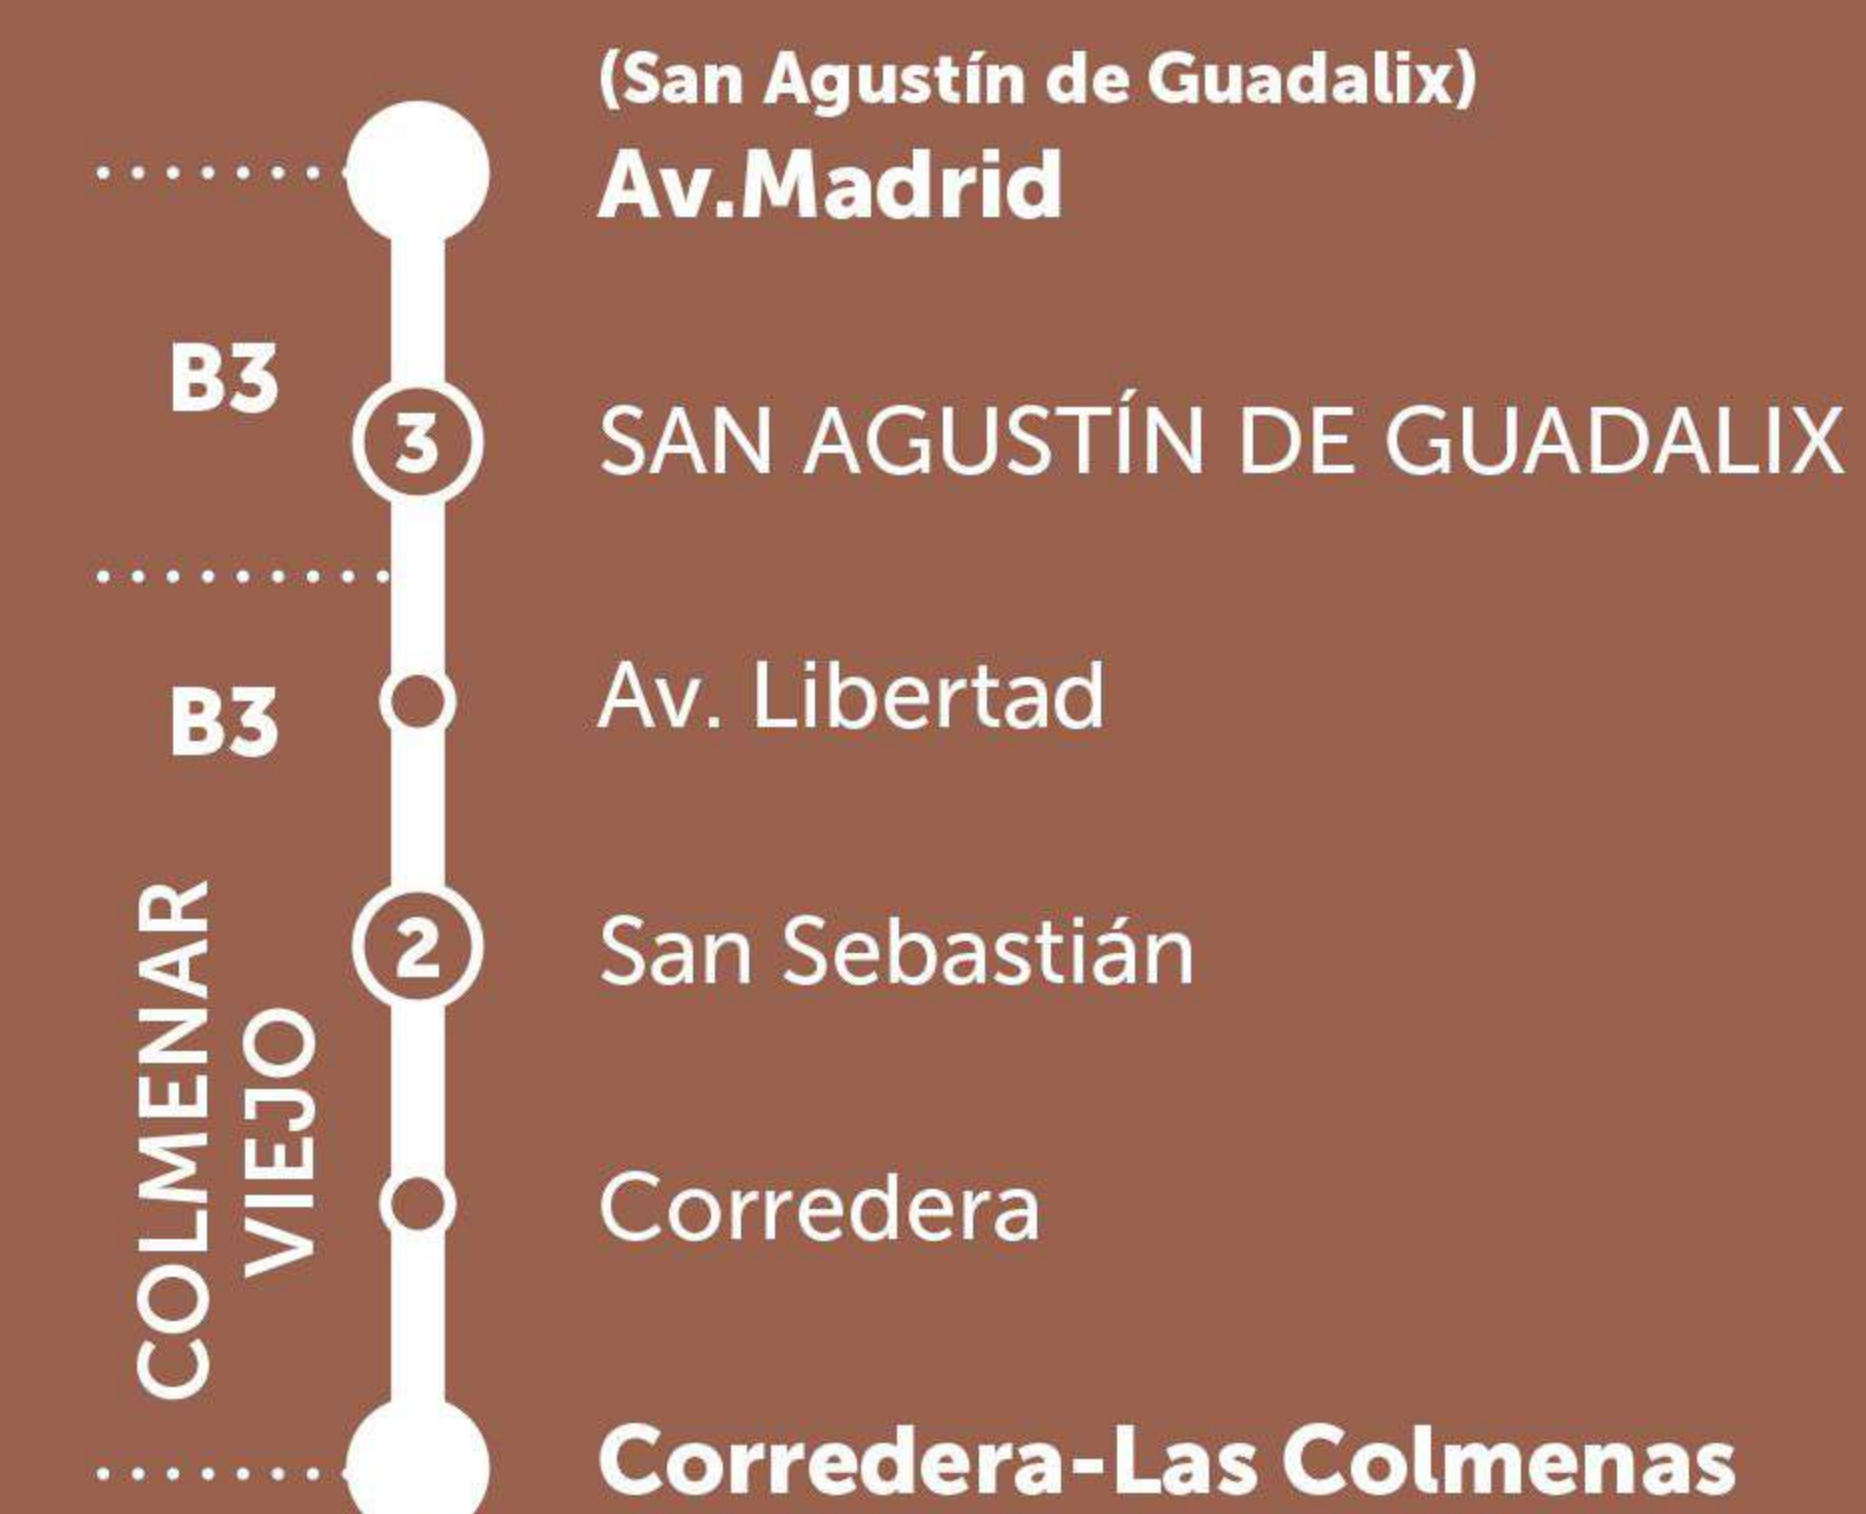 (San Agustín de Guadalix)
Av.Madrid
B3
3
SAN AGUSTÍN DE GUADALIX
B3
Av. Libertad
2
San Sebastián
COLMENAR
VIEJO
Corredera
Corredera-Las Colmenas